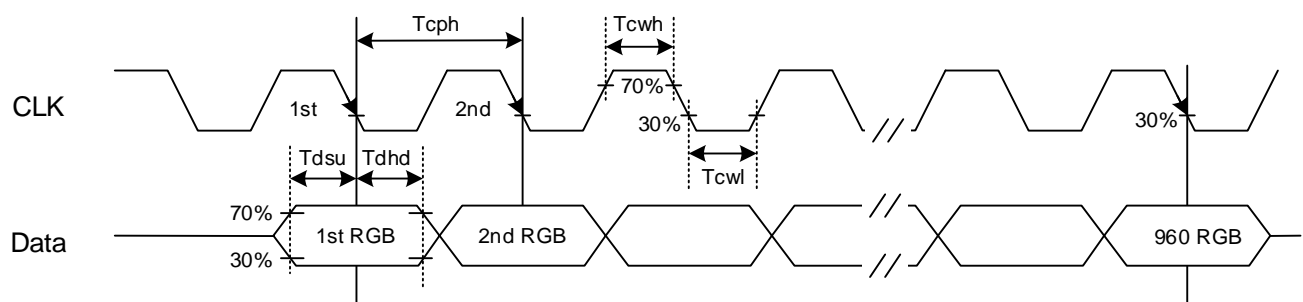 Tcph
Tcwh
CLK
1st
2nd
70%
30%
30%
Tdsu
Tdhd
Tcwl
70%
Data
1st RGB
2nd RGB
960 RGB
30%